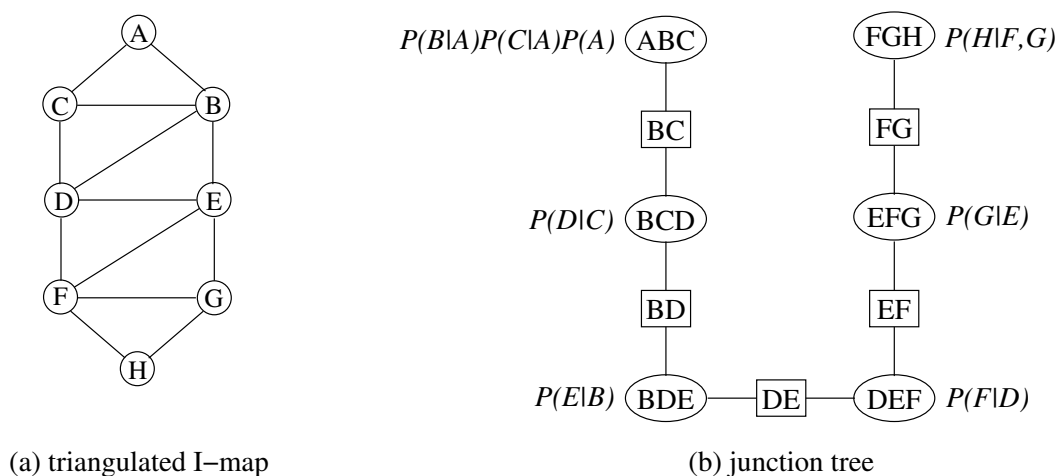 A
C
B
D
E
F
G
H
(a) triangulated I−map
P(B|A)P(C|A)P(A) ABC
BC
P(D|C) BCD
BD
P(E|B) BDE
DE
FGH P(H|F,G)
FG
EFG P(G|E)
EF
DEF P(F|D)
(b) junction tree